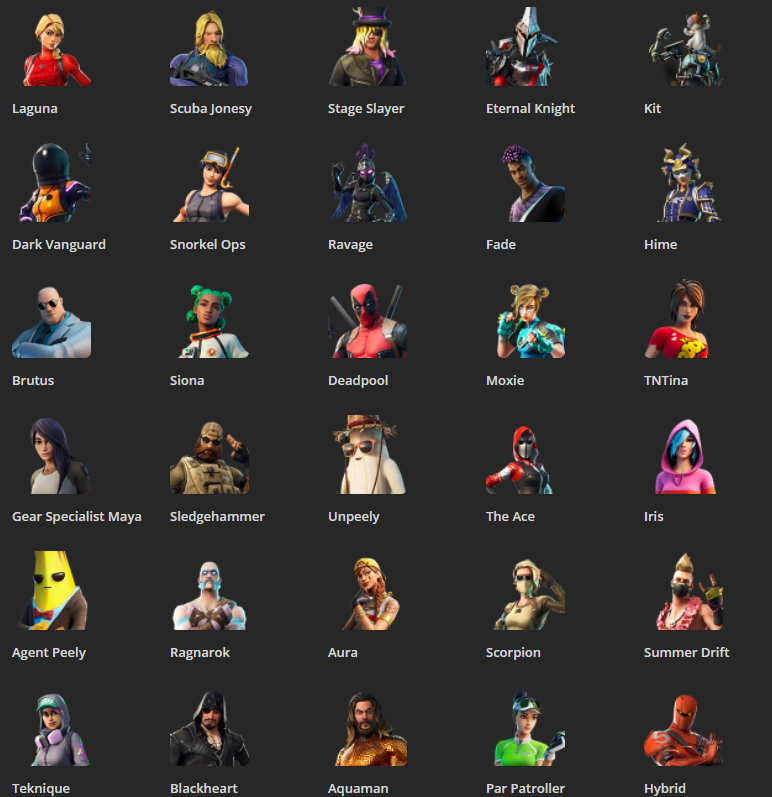 Laguna
Scuba Jonesy
Stage Slayer
Eternal Knight
Kit
Dark Vanguard
Snorkel Ops
Ravage
Fade
Hime
Brutus
Siona
Deadpool
Moxie
TNTina
Gear Specialist Maya
Sledgehammer
Unpeely
The Ace
Iris
Agent Peely
Ragnarok
Aura
Scorpion
Summer Drift
Teknique
Blackheart
Aquaman
Par Patroller
Hybrid